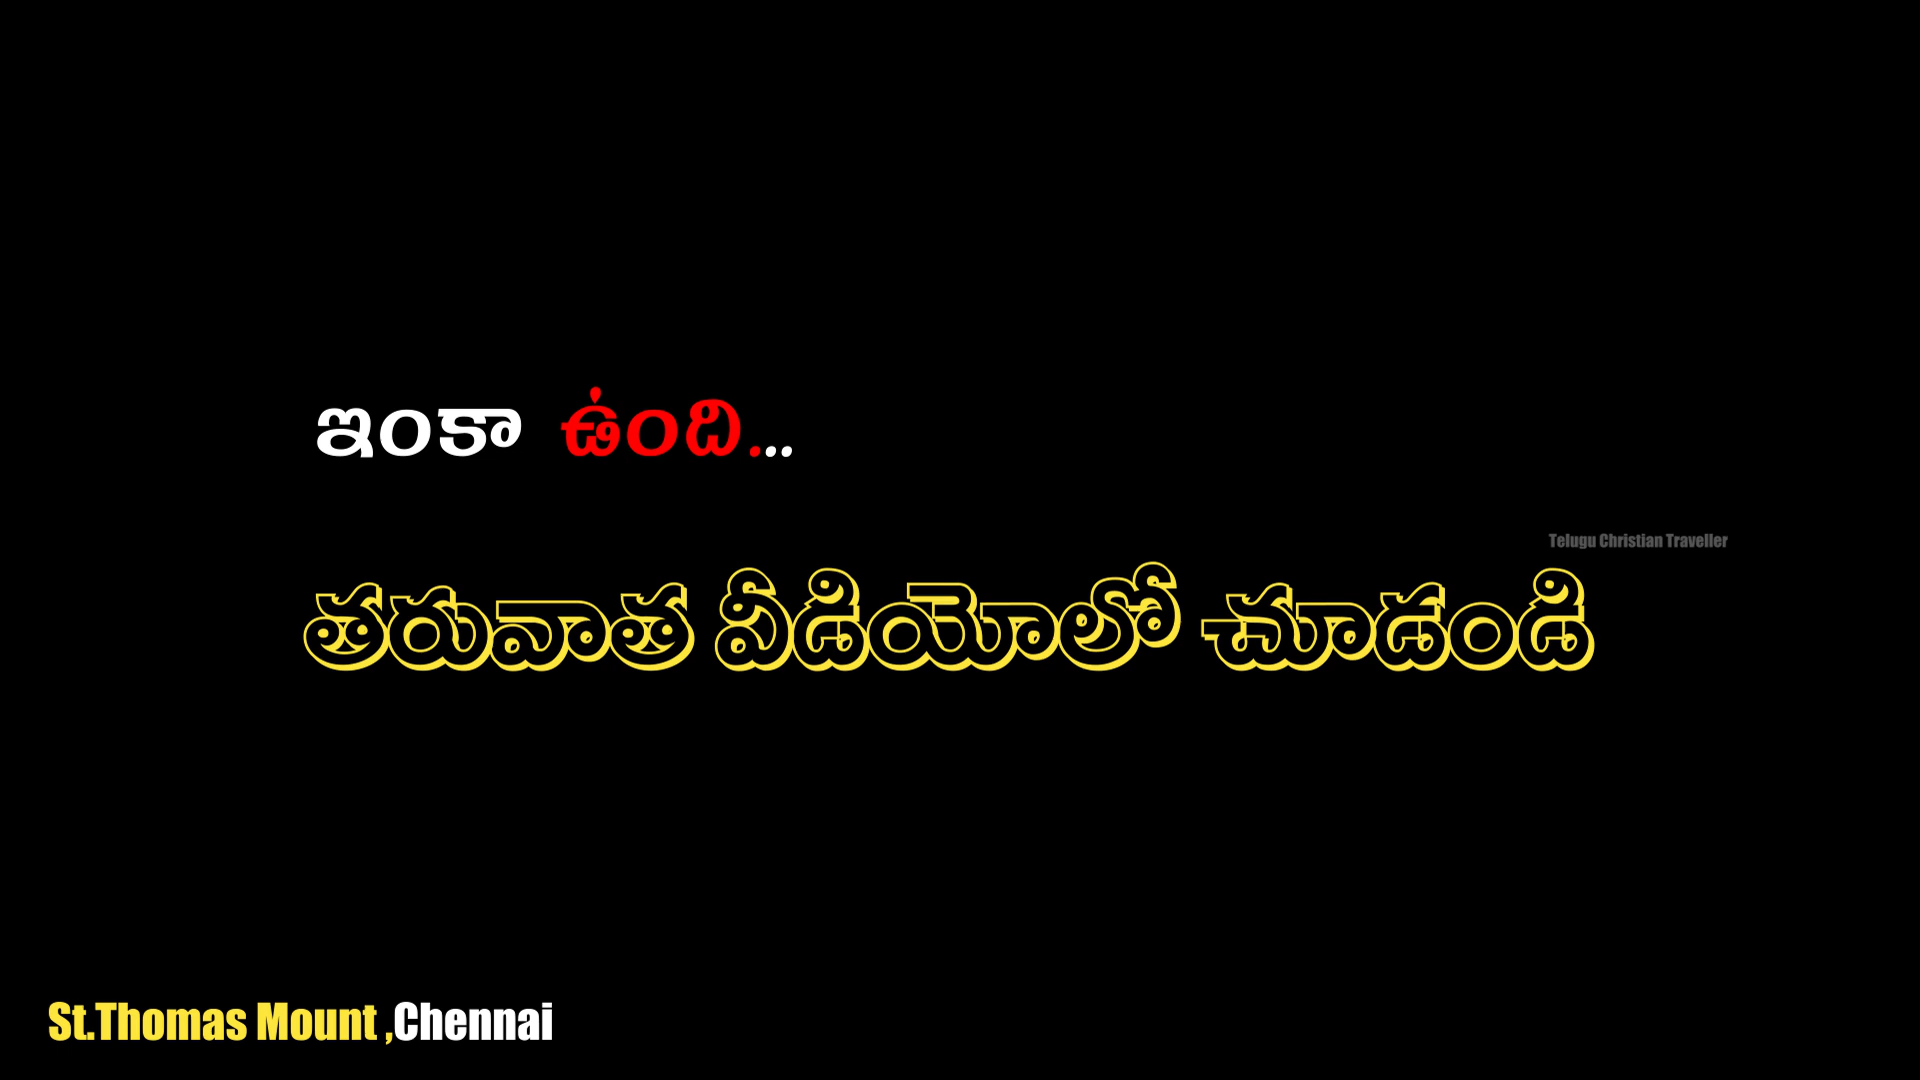 ఇంకా ఉంది...
Telugu Christian Traveller
తరువాత వీడియోలో చూడండి
St.Thomas Mount ,Chennai